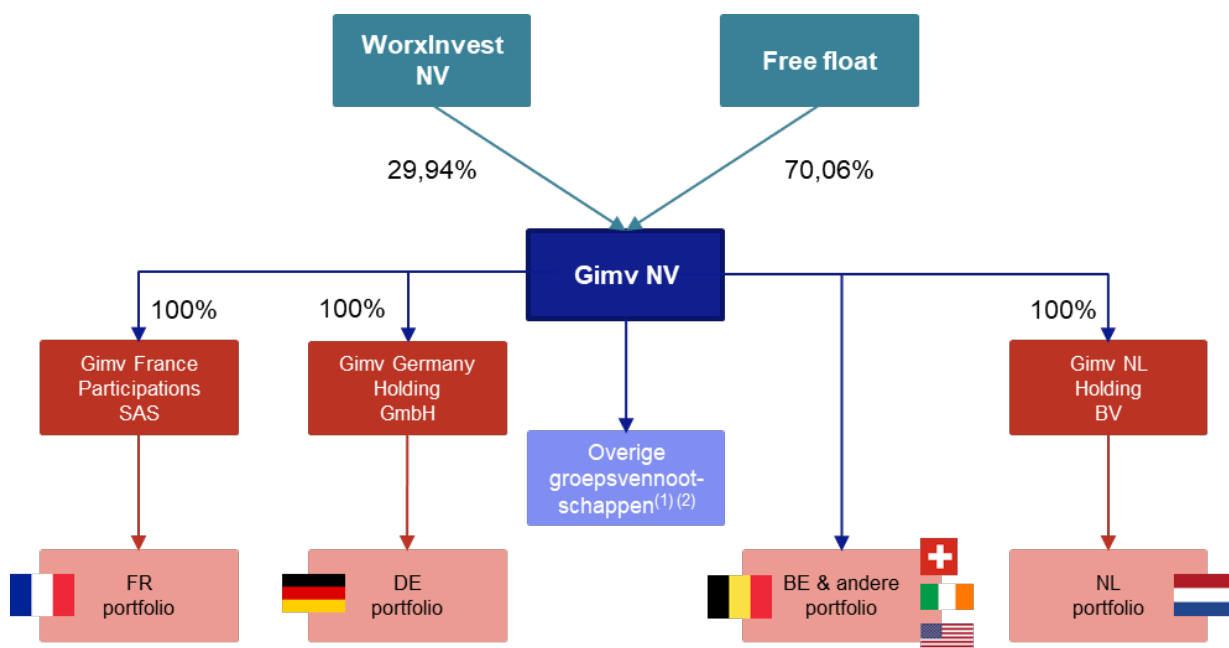 WorxInvest
NV
Free float
29,94%
70,06%
Gimv NV
100%
100%
100%
Gimv France
Participations
SAS
Gimv Germany
Holding
GmbH
Gimv NL
Holding
BV
Overige
groepsvennoot-
schappen(1) (2)
FR
portfolio
DE
portfolio
BE & andere
portfolio
NL
portfolio